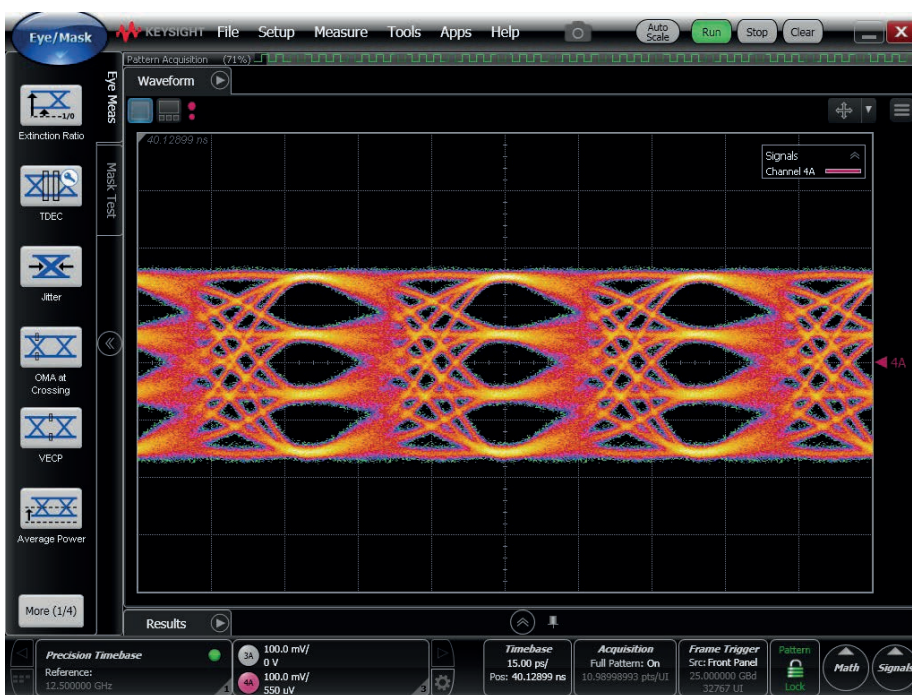 Eye/Mask
KEYSIGHT File Setup Measure Tools Apps Help
Auto Scale
Run
Stop
Clear
Pattern Acquisition (71%)
Waveform
Eye Meas
Mask Test
Extinction Ratio
TDEC
Jitter
OMA at
Crossing
VECP
Average Power
More (1/4)
40.12899 ns
Signals
Channel 4A
4A
Results
Precision Timebase
Reference:
12.500000 GHz
1
3A 100.0 mV/
0 V
4A 100.0 mV/
550 uV
3
Timebase
15.00 ps/
Pos: 40.12899 ns
Acquisition
Full Pattern: On
10.98998993 pts/UI
Frame Trigger
Src: Front Panel
25.000000 GBd
32767 UI
Pattern
Lock
Math
Signals